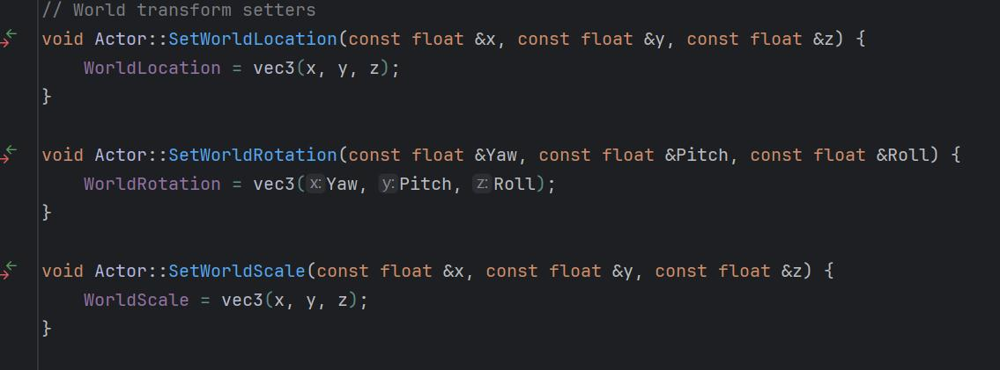 // World transform setters
void Actor::SetWorldLocation(const float &x, const float &y, const float &z) {
    WorldLocation = vec3(x, y, z);
}

void Actor::SetWorldRotation(const float &Yaw, const float &Pitch, const float &Roll) {
    WorldRotation = vec3(x: Yaw, y: Pitch, z: Roll);
}

void Actor::SetWorldScale(const float &x, const float &y, const float &z) {
    WorldScale = vec3(x, y, z);
}